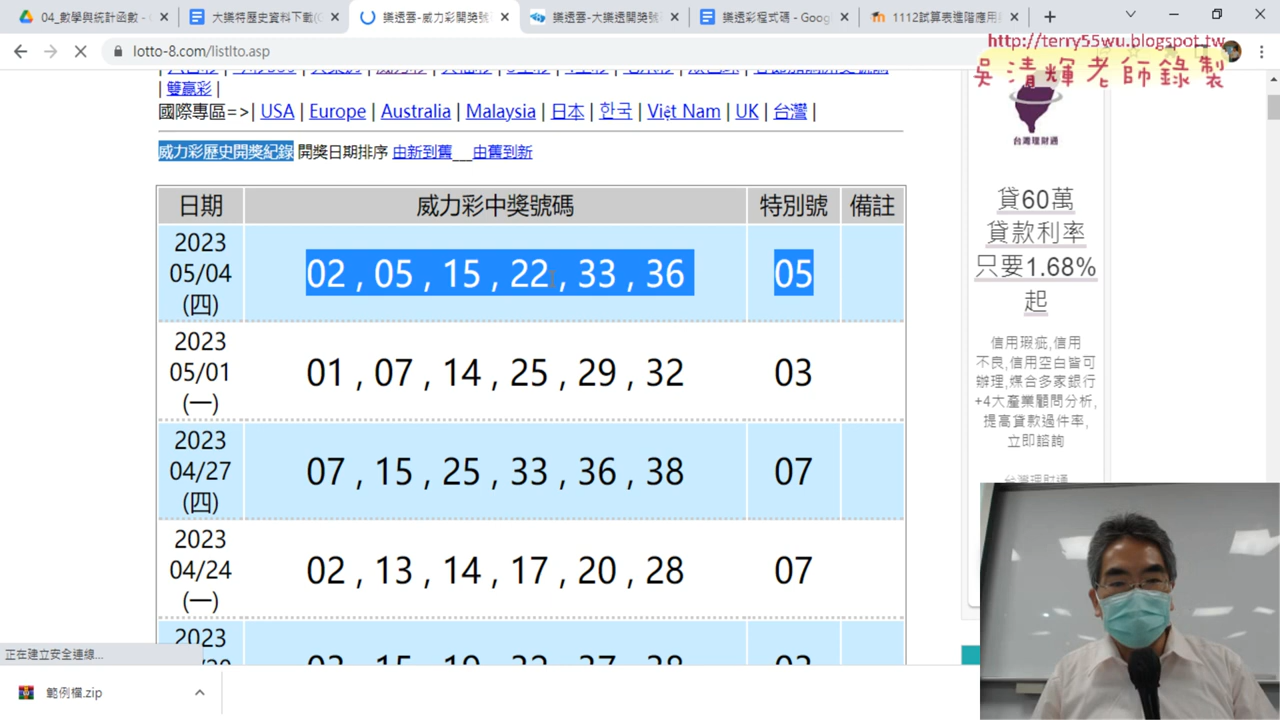 04_數學與統計函數 -
大樂特歷史資料下載(
樂透雲-威力彩開獎號
樂透雲-大樂透開獎號
樂透彩程式碼 - Goog
1112試算表進階應用
lotto-8.com/listlto.asp
http://terry55wu.blogspot.tw
吳清輝老師錄製
| 雙贏彩 |
國際專區=>| USA | Europe | Australia | Malaysia | 日本 | 한국 | Việt Nam | UK | 台灣 |
威力彩歷史開獎紀錄 開獎日期排序 由新到舊___由舊到新
日期 威力彩中獎號碼 特別號 備註
2023
05/04
(四)
02 , 05 , 15 , 22 , 33 , 36 05
2023
05/01
(一)
01 , 07 , 14 , 25 , 29 , 32 03
2023
04/27
(四)
07 , 15 , 25 , 33 , 36 , 38 07
2023
04/24
(一)
02 , 13 , 14 , 17 , 20 , 28 07
2023
台灣理財通
貸60萬
貸款利率
只要1.68%
起
信用瑕疵,信用
不良,信用空白皆可
辦理,媒合多家銀行
+4大產業顧問分析,
提高貸款過件率,
立即諮詢
台灣理財通
正在建立安全連線...
範例檔.zip